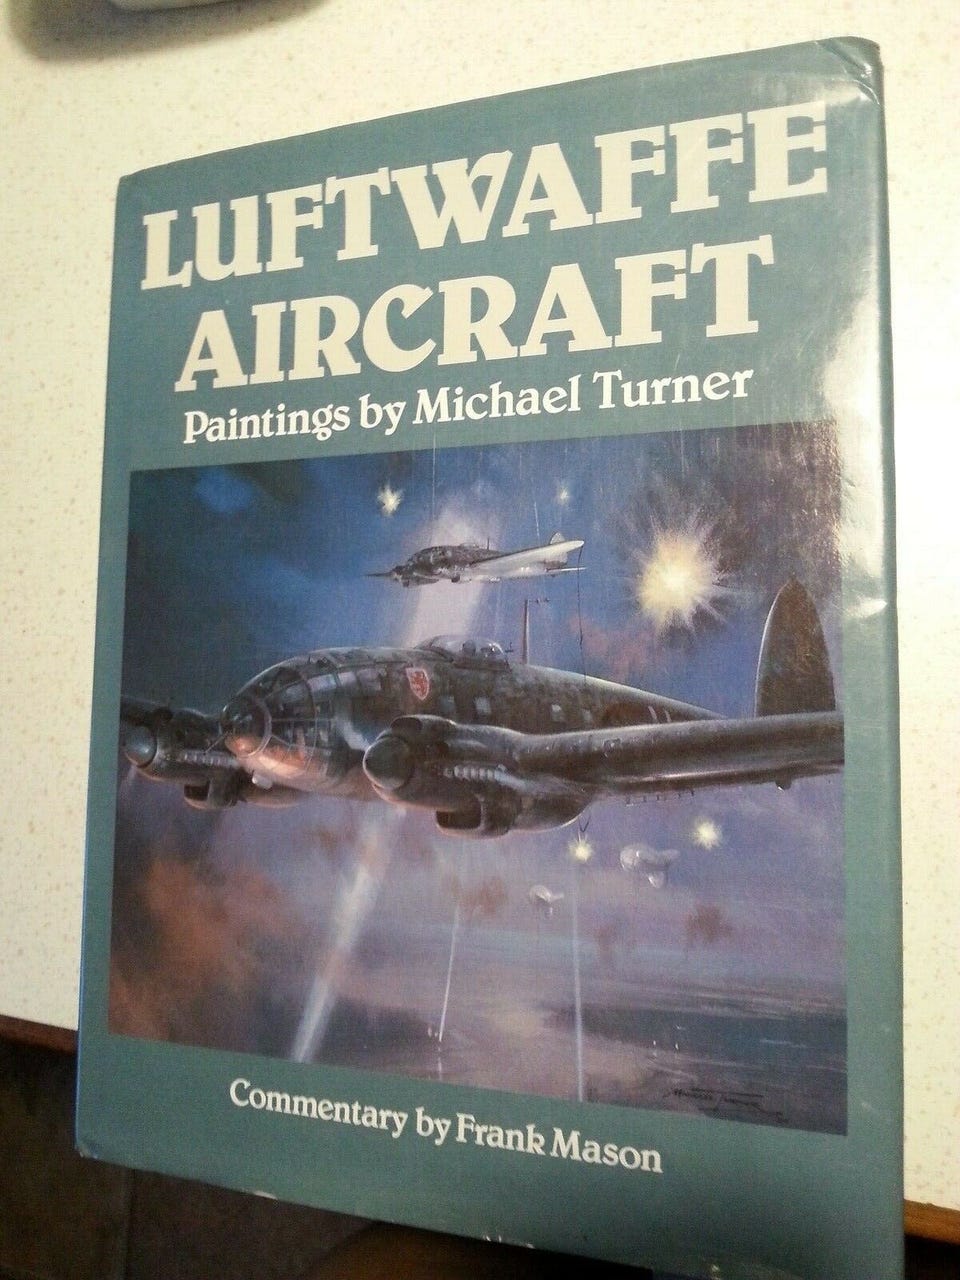 LUFTWAFFE
AIRCRAFT
Paintings by Michael Turner
Commentary by Frank Mason